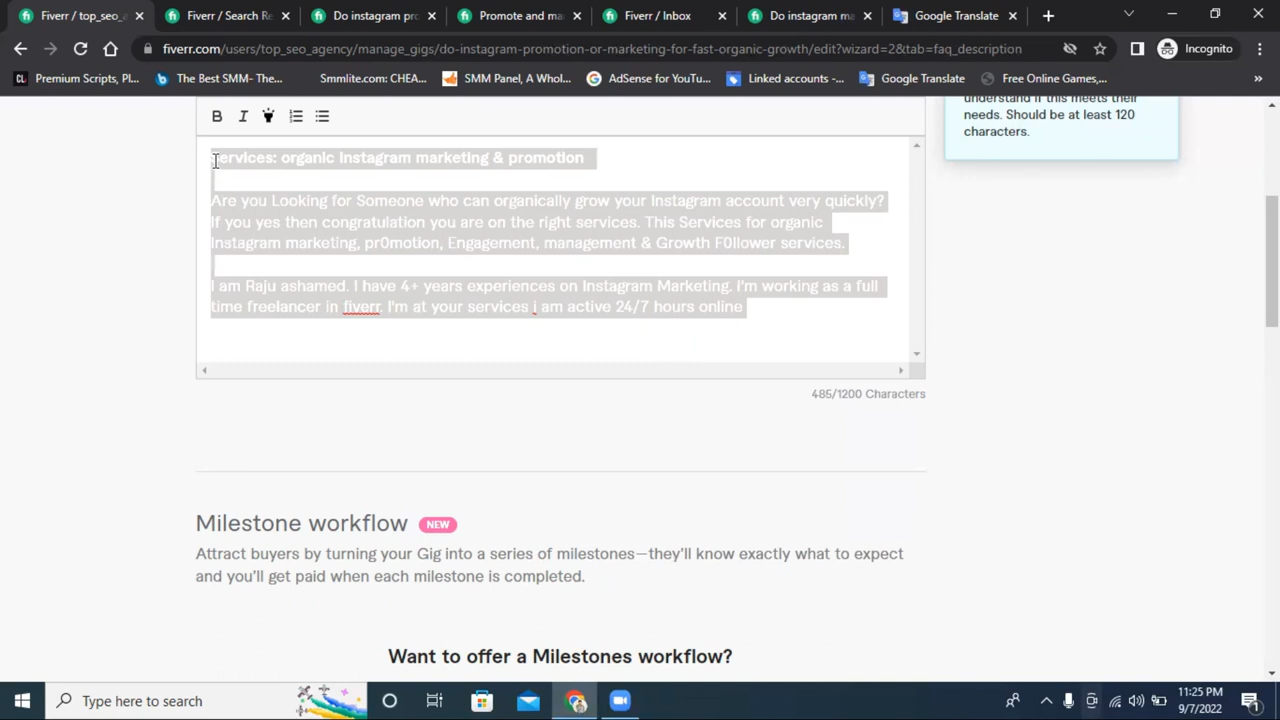 Fiverr / top_seo_a
Fiverr / Search Re
Do instagram pro
Promote and ma
Fiverr / Inbox
Do instagram ma
Google Translate
fiverr.com/users/top_seo_agency/manage_gigs/do-instagram-promotion-or-marketing-for-fast-organic-growth/edit?wizard=2&tab=faq_description
Incognito
Premium Scripts, Pl...
The Best SMM- The...
Smmlite.com: CHEA...
SMM Panel, A Whol...
AdSense for YouTu...
Linked accounts -...
Google Translate
Free Online Games,...
»
understand if this meets their
needs. Should be at least 120
characters.
B I
Services: organic Instagram marketing & promotion
Are you Looking for Someone who can organically grow your Instagram account very quickly?
If you yes then congratulation you are on the right services. This Services for organic
Instagram marketing, pr0motion, Engagement, management & Growth F0llower services.
I am Raju ashamed. I have 4+ years experiences on Instagram Marketing. i'm working as a full
time freelancer in fiverr. I'm at your services i am active 24/7 hours online
485/1200 Characters
Milestone workflow NEW
Attract buyers by turning your Gig into a series of milestones—they'll know exactly what to expect
and you'll get paid when each milestone is completed.
Want to offer a Milestones workflow?
Type here to search
11:25 PM
9/7/2022
1